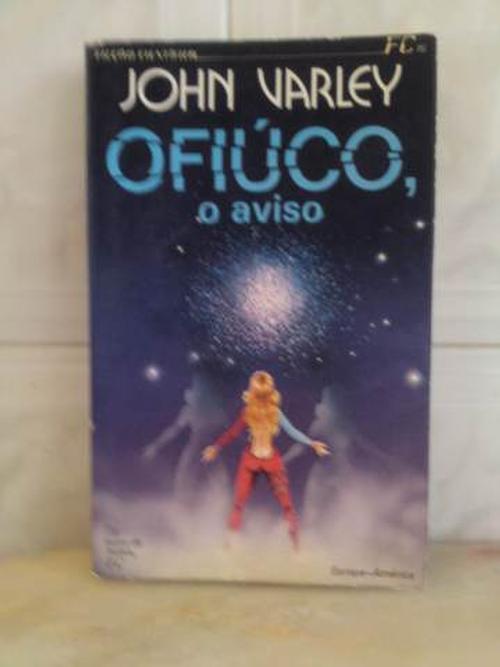 FC
JOHN VARLEY
OFIÚCO,
o aviso
Europa-América